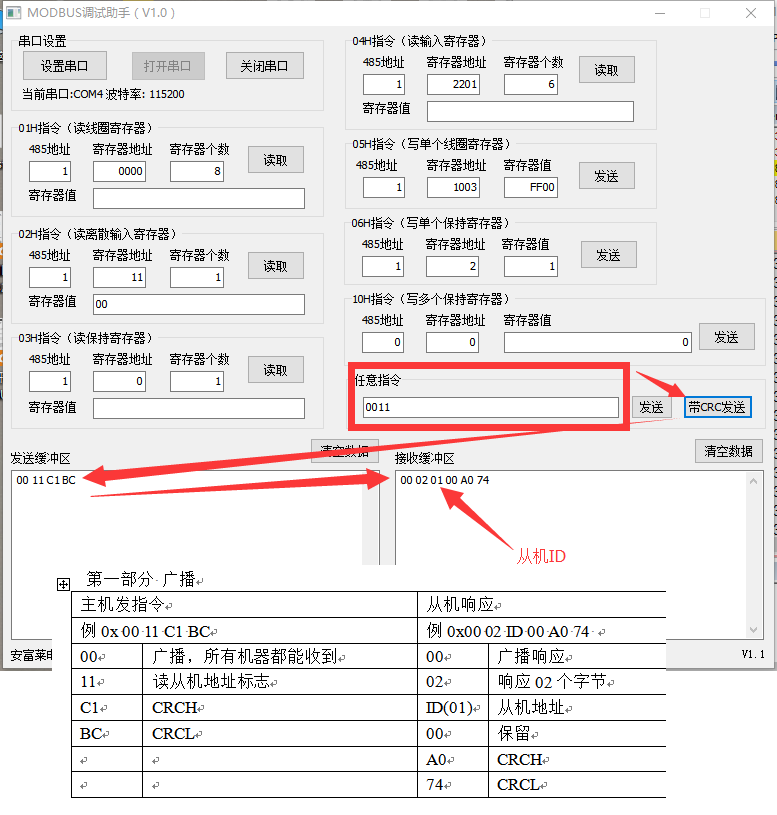 MODBUS调试助手（V1.0）
串口设置
设置串口 打开串口 关闭串口
当前串口:COM4 波特率: 115200
01H指令（读线圈寄存器）
485地址 寄存器地址 寄存器个数
1 0000 8 读取
寄存器值
02H指令（读离散输入寄存器）
485地址 寄存器地址 寄存器个数
1 11 1 读取
寄存器值 00
03H指令（读保持寄存器）
485地址 寄存器地址 寄存器个数
1 0 1 读取
寄存器值
04H指令（读输入寄存器）
485地址 寄存器地址 寄存器个数
1 2201 6 读取
寄存器值
05H指令（写单个线圈寄存器）
485地址 寄存器地址 寄存器值
1 1003 FF00 发送
06H指令（写单个保持寄存器）
485地址 寄存器地址 寄存器值
1 2 1 发送
10H指令（写多个保持寄存器）
485地址 寄存器地址 寄存器值
0 0 0 发送
任意指令
0011 发送 带CRC发送
发送缓冲区 清空数据
00 11 C1 BC
接收缓冲区 清空数据
00 02 01 00 A0 74
从机ID
安富莱电
V1.1
第一部分 广播
主机发指令 从机响应
例 0x 00 11 C1 BC 例 0x00 02 ID 00 A0 74
00 广播，所有机器都能收到 00 广播响应
11 读从机地址标志 02 响应 02 个字节
C1 CRCH ID(01) 从机地址
BC CRCL 00 保留
A0 CRCH
74 CRCL